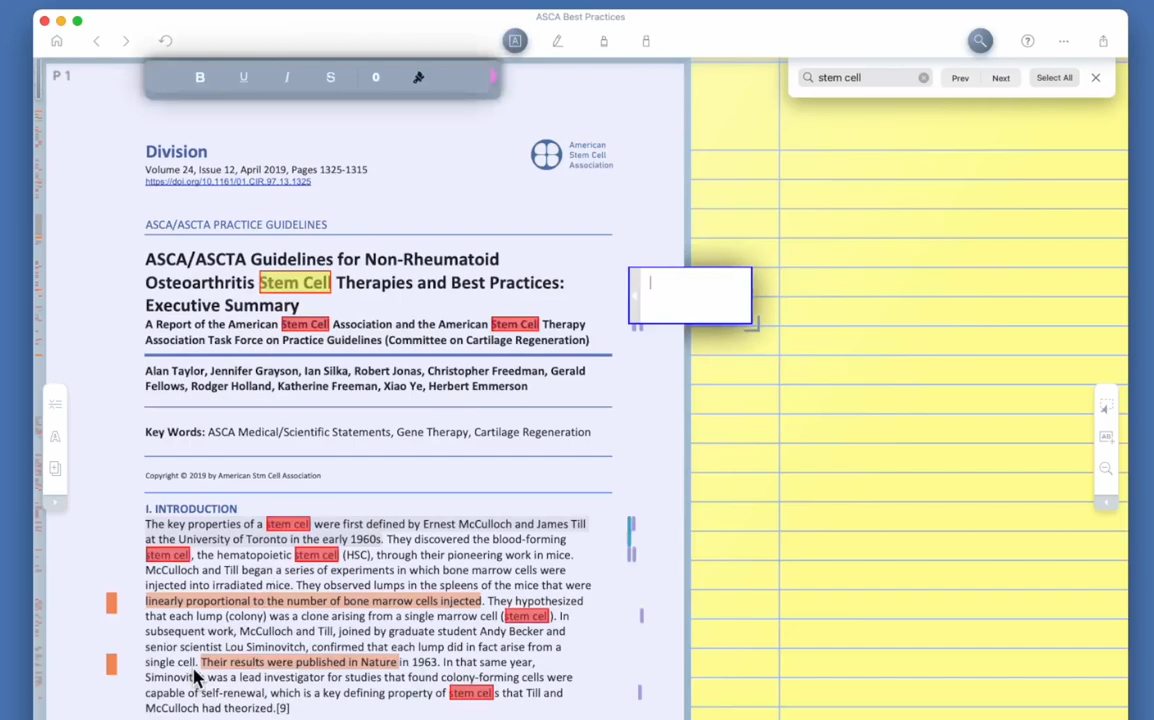 ASCA Best Practices
P 1
B U I S 0
stem cell Prev Next Select All
Division
Volume 24, Issue 12, April 2019, Pages 1325-1315
https://doi.org/10.1161/01.CIR.97.13.1325
American
Stem Cell
Association
ASCA/ASCTA PRACTICE GUIDELINES
ASCA/ASCTA Guidelines for Non-Rheumatoid
Osteoarthritis Stem Cell Therapies and Best Practices:
Executive Summary
A Report of the American Stem Cell Association and the American Stem Cell Therapy
Association Task Force on Practice Guidelines (Committee on Cartilage Regeneration)
Alan Taylor, Jennifer Grayson, Ian Silka, Robert Jonas, Christopher Freedman, Gerald
Fellows, Rodger Holland, Katherine Freeman, Xiao Ye, Herbert Emmerson
Key Words: ASCA Medical/Scientific Statements, Gene Therapy, Cartilage Regeneration
Copyright © 2019 by American Stm Cell Association
I. INTRODUCTION
The key properties of a stem cell were first defined by Ernest McCulloch and James Till
at the University of Toronto in the early 1960s. They discovered the blood-forming
stem cell, the hematopoietic stem cell (HSC), through their pioneering work in mice.
McCulloch and Till began a series of experiments in which bone marrow cells were
injected into irradiated mice. They observed lumps in the spleens of the mice that were
linearly proportional to the number of bone marrow cells injected. They hypothesized
that each lump (colony) was a clone arising from a single marrow cell (stem cell). In
subsequent work, McCulloch and Till, joined by graduate student Andy Becker and
senior scientist Lou Siminovitch, confirmed that each lump did in fact arise from a
single cell. Their results were published in Nature in 1963. In that same year,
Siminovitch was a lead investigator for studies that found colony-forming cells were
capable of self-renewal, which is a key defining property of stem cells that Till and
McCulloch had theorized.[9]